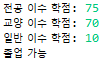 전공 이수 학점: 75
교양 이수 학점: 70
일반 이수 학점: 10
졸업 가능